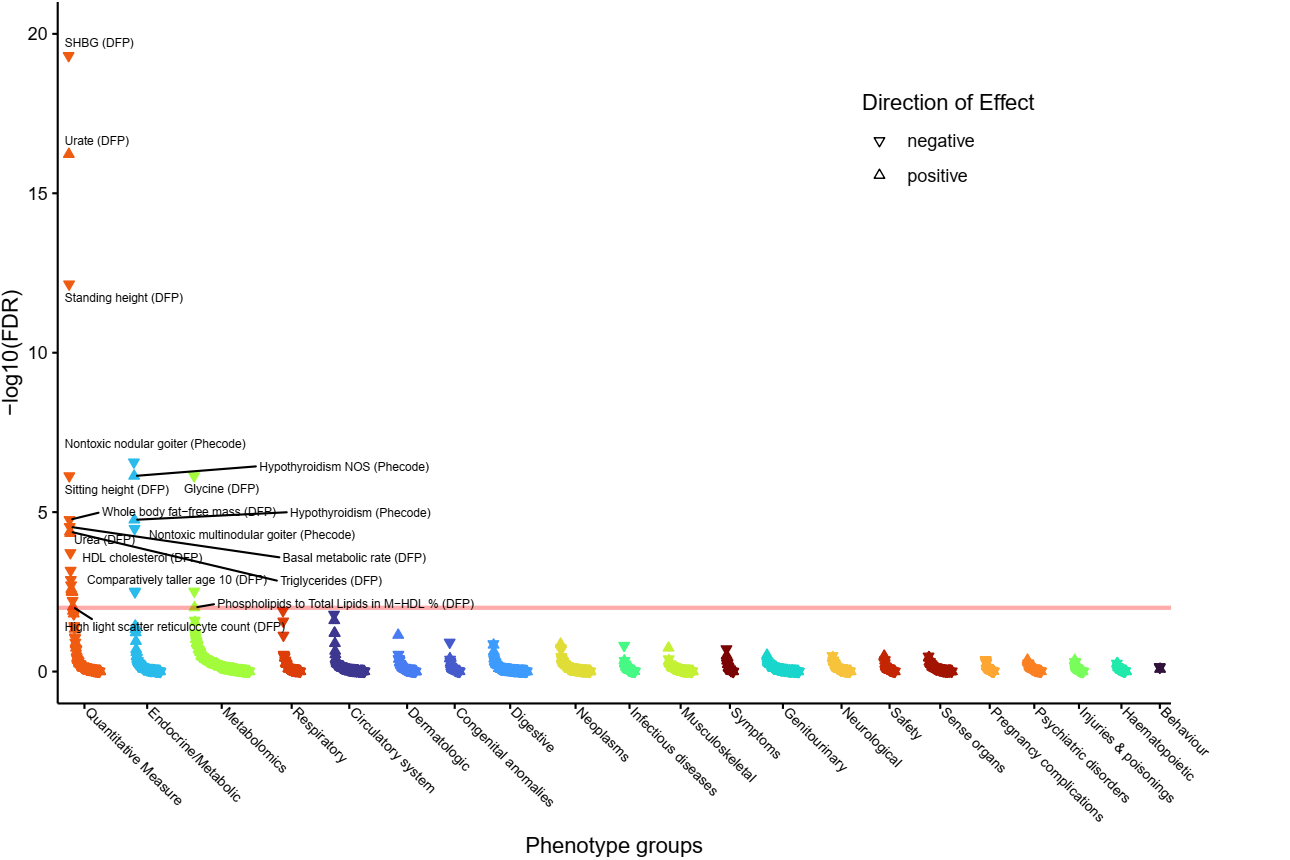 20
SHBG (DFP)
Direction of Effect
negative
positive
Urate (DFP)
15
Standing height (DFP)
10
−log10(FDR)
Nontoxic nodular goiter (Phecode)
Hypothyroidism NOS (Phecode)
Sitting height (DFP)
Glycine (DFP)
5
Whole body fat−free mass (DFP)
Hypothyroidism (Phecode)
Urea (DFP)
Nontoxic multinodular goiter (Phecode)
HDL cholesterol (DFP)
Basal metabolic rate (DFP)
Comparatively taller age 10 (DFP)
Triglycerides (DFP)
Phospholipids to Total Lipids in M−HDL % (DFP)
High light scatter reticulocyte count (DFP)
0
Quantitative Measure
Endocrine/Metabolic
Metabolomics
Respiratory
Circulatory system
Dermatologic
Congenital anomalies
Digestive
Neoplasms
Infectious diseases
Musculoskeletal
Symptoms
Genitourinary
Neurological
Safety
Sense organs
Pregnancy complications
Psychiatric disorders
Injuries & poisonings
Haematopoietic
Behaviour
Phenotype groups